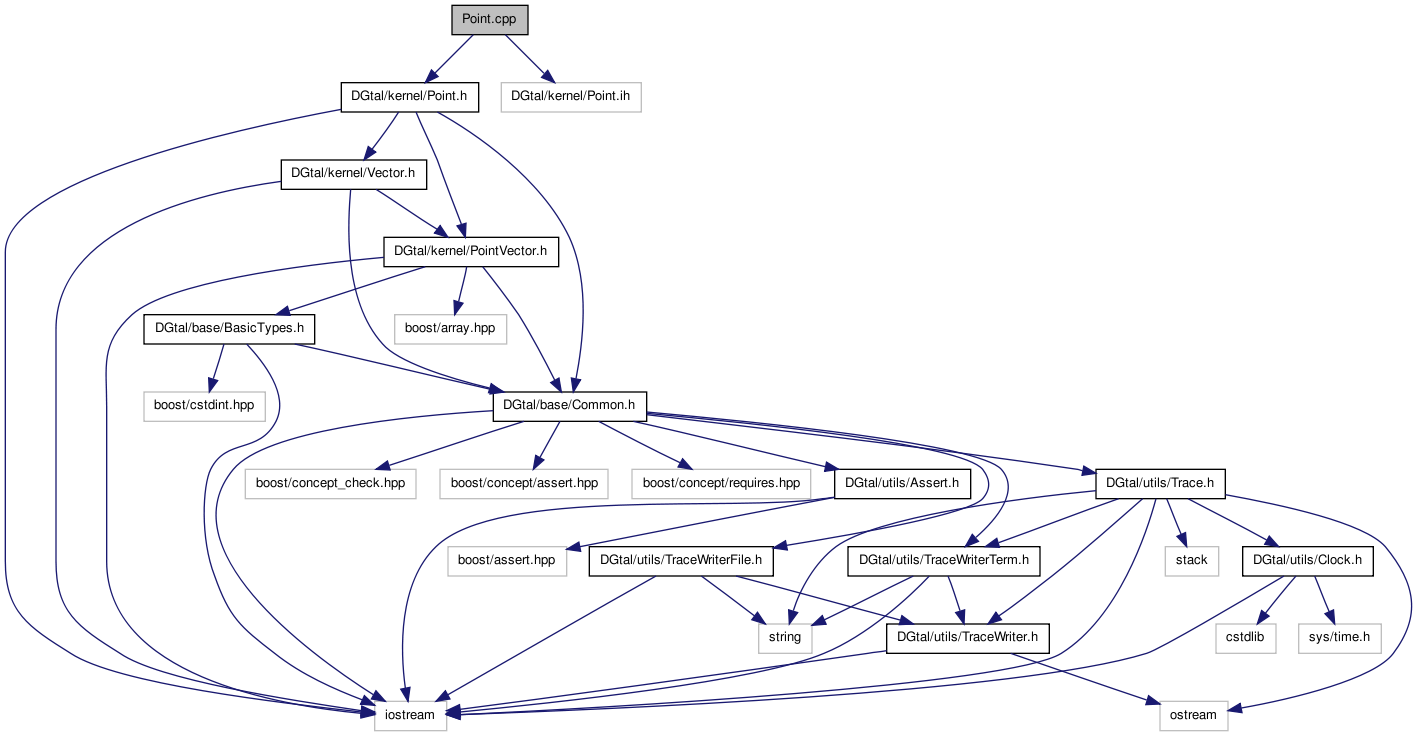 Point.cpp
DGtal/kernel/Point.h
DGtal/kernel/Point.ih
DGtal/kernel/Vector.h
DGtal/kernel/PointVector.h
DGtal/base/BasicTypes.h
boost/array.hpp
boost/cstdint.hpp
DGtal/base/Common.h
boost/concept_check.hpp
boost/concept/assert.hpp
boost/concept/requires.hpp
DGtal/utils/Assert.h
DGtal/utils/Trace.h
boost/assert.hpp
DGtal/utils/TraceWriterFile.h
DGtal/utils/TraceWriterTerm.h
stack
DGtal/utils/Clock.h
string
DGtal/utils/TraceWriter.h
cstdlib
sys/time.h
iostream
ostream